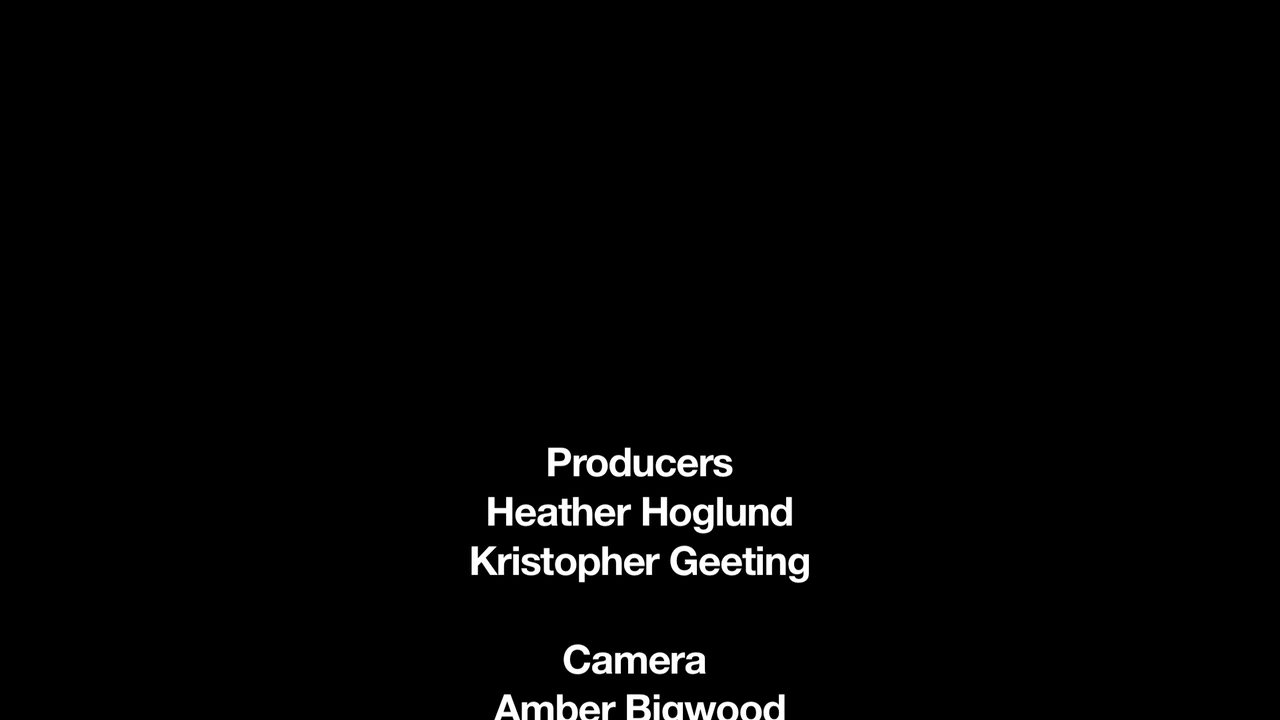 Producers
Heather Hoglund
Kristopher Geeting
Camera
Amber Bigwood